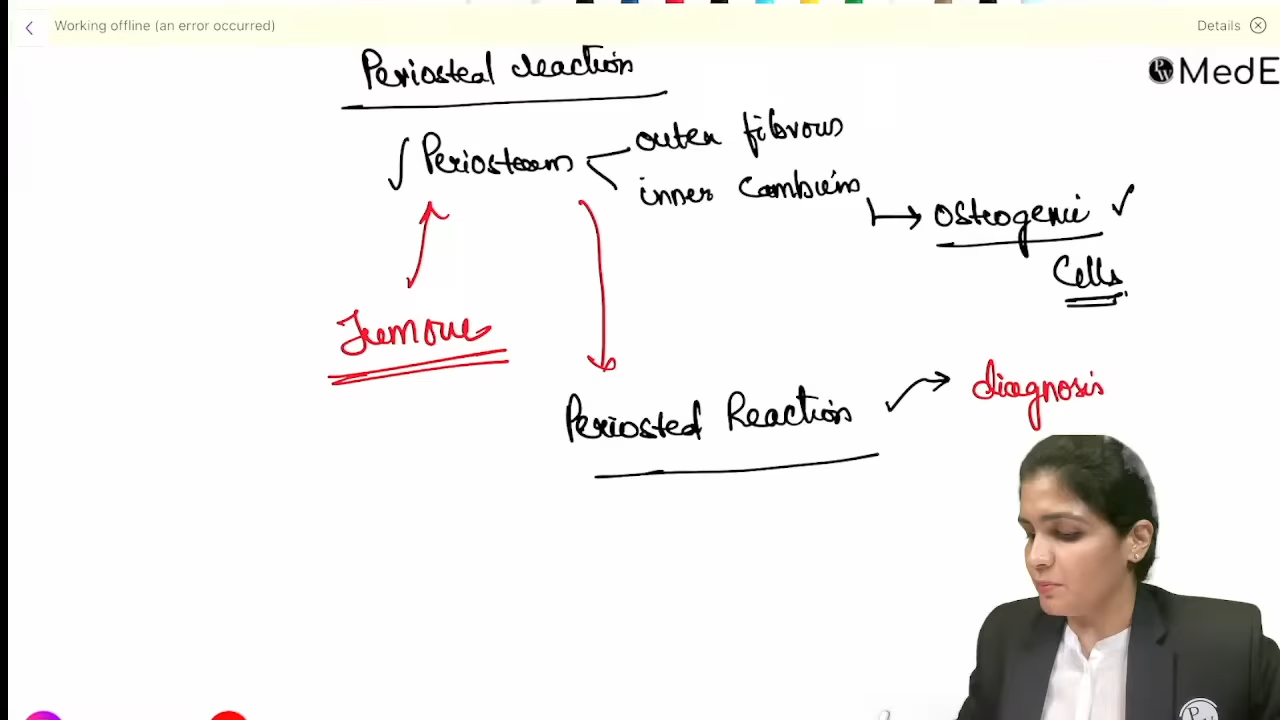 Working offline (an error occurred)
Details
MedE
Periosteal reaction
Periosteum
outer fibrous
inner Cambium
Osteogenic
Cells
Tumour
Periosteal Reaction
diagnosis